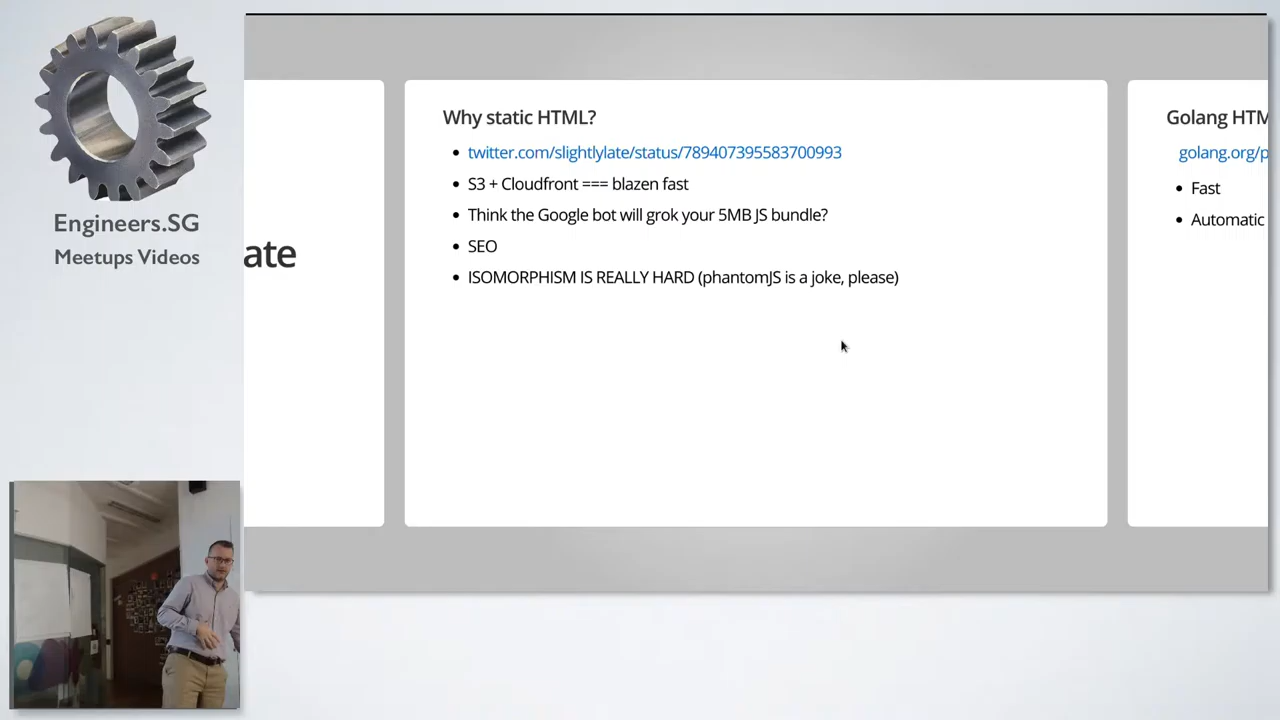 Engineers.SG
Meetups Videos
ate
Why static HTML?
twitter.com/slightlylate/status/789407395583700993
S3 + Cloudfront === blazen fast
Think the Google bot will grok your 5MB JS bundle?
SEO
ISOMORPHISM IS REALLY HARD (phantomJS is a joke, please)
Golang HTM
golang.org/p
Fast
Automatic